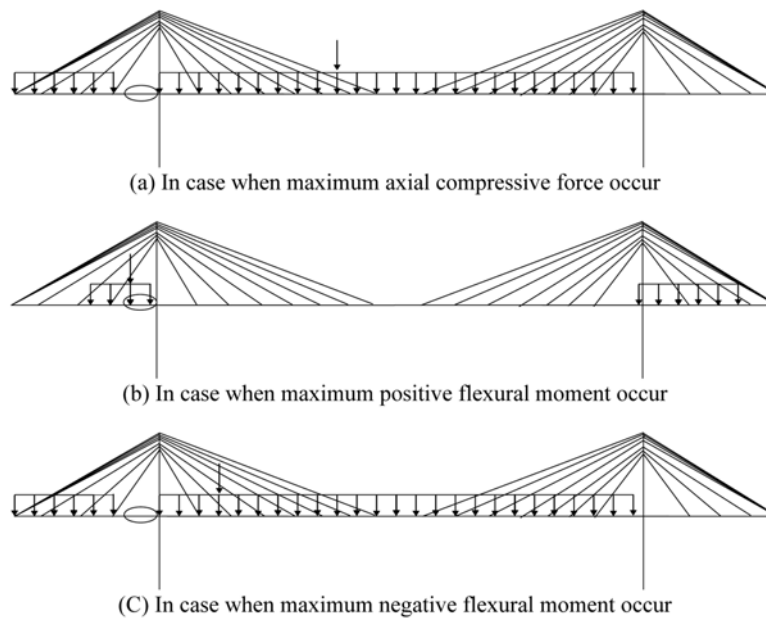 (a) In case when maximum axial compressive force occur
(b) In case when maximum positive flexural moment occur
(C) In case when maximum negative flexural moment occur